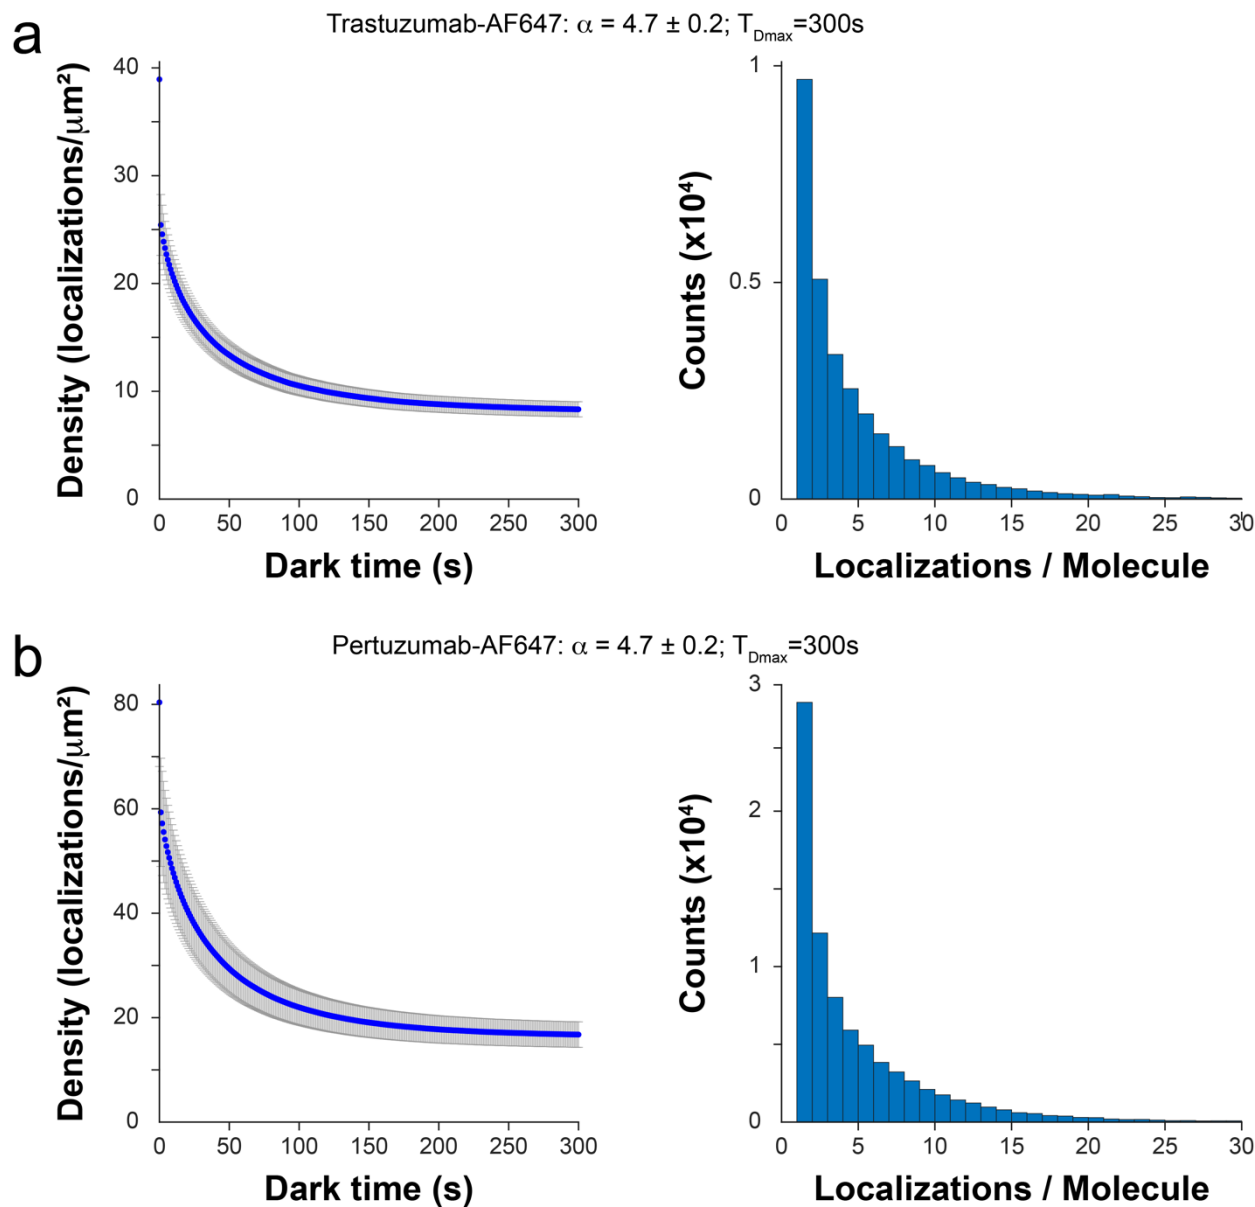 a
Trastuzumab-AF647: α = 4.7 ± 0.2; T_Dmax=300s
Density (localizations/μm²)
40
30
20
10
0
0 50 100 150 200 250 300
Dark time (s)
Counts (x10⁴)
1
0.5
0
0 5 10 15 20 25 30
Localizations / Molecule
b
Pertuzumab-AF647: α = 4.7 ± 0.2; T_Dmax=300s
Density (localizations/μm²)
80
60
40
20
0
0 50 100 150 200 250 300
Dark time (s)
Counts (x10⁴)
3
2
1
0
0 5 10 15 20 25 30
Localizations / Molecule